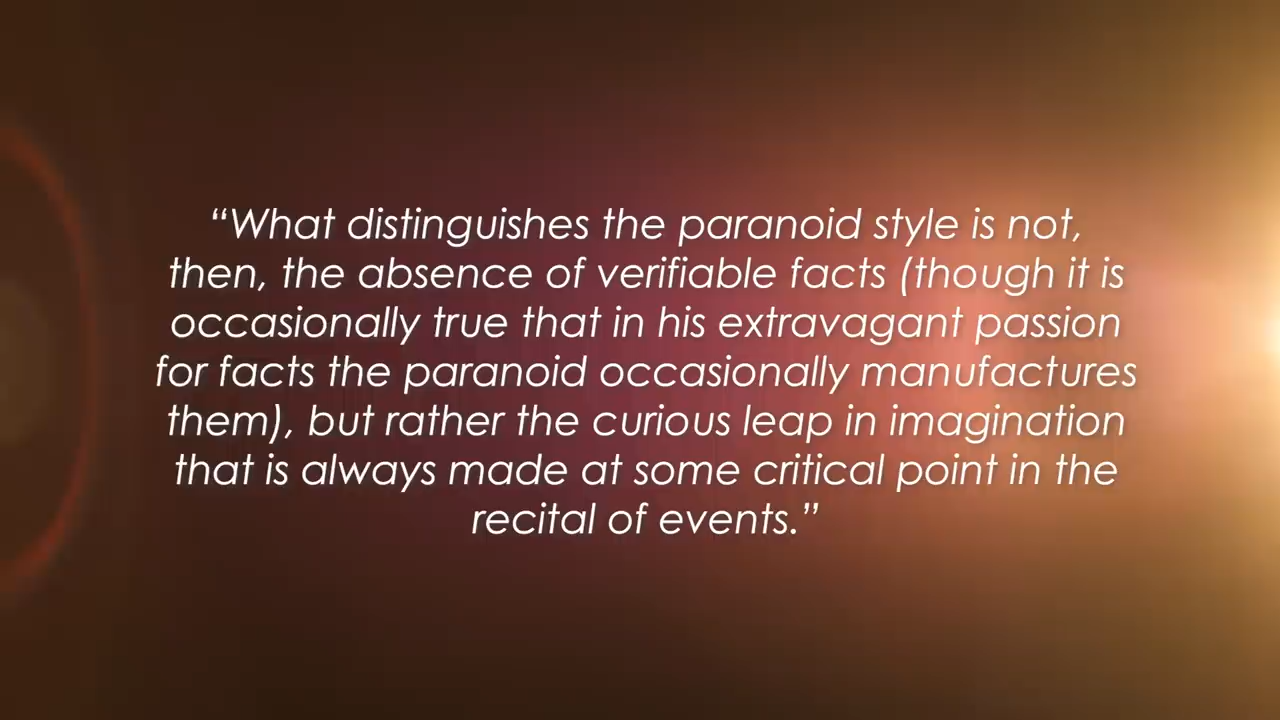 “What distinguishes the paranoid style is not,
then, the absence of verifiable facts (though it is
occasionally true that in his extravagant passion
for facts the paranoid occasionally manufactures
them), but rather the curious leap in imagination
that is always made at some critical point in the
recital of events.”